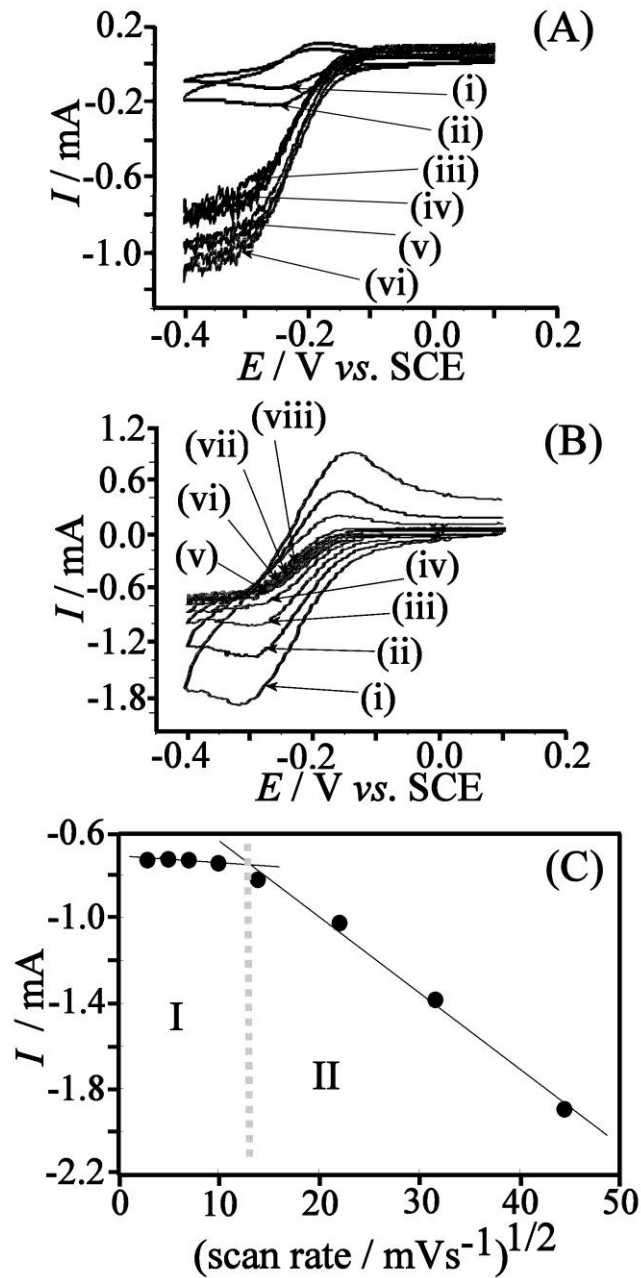 (A)
0.2
-0.2
-0.6
-1.0
I / mA
(i)
(ii)
(iii)
(iv)
(v)
(vi)
-0.4 -0.2 0.0 0.2
E / V vs. SCE
(B)
1.2
0.6
0.0
-0.6
-1.2
-1.8
I / mA
(viii)
(vii)
(vi)
(v)
(iv)
(iii)
(ii)
(i)
-0.4 -0.2 0.0 0.2
E / V vs. SCE
(C)
-0.6
-1.0
-1.4
-1.8
-2.2
I / mA
I
II
0 10 20 30 40 50
(scan rate / mVs⁻¹)¹/²